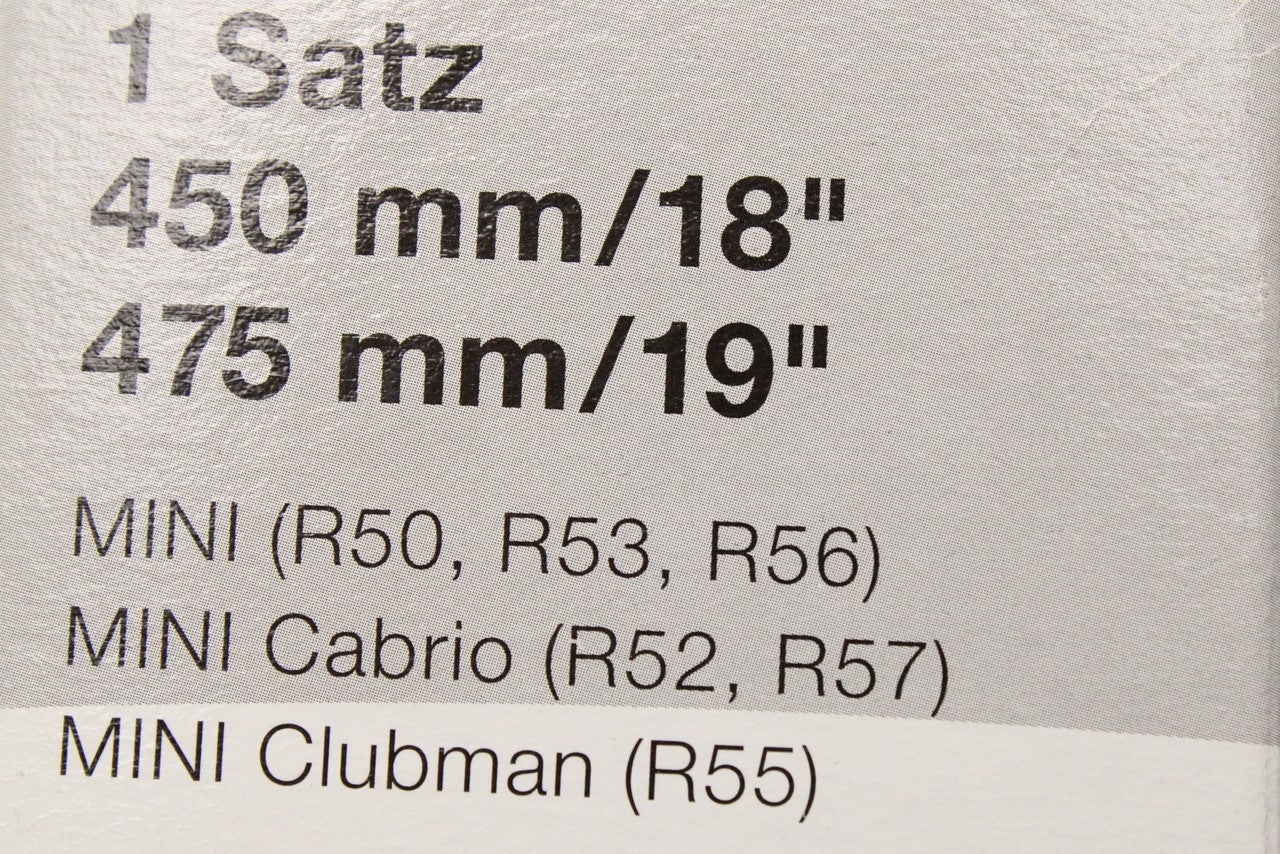 1 Satz
450 mm/18"
475 mm/19"
MINI (R50, R53, R56)
MINI Cabrio (R52, R57)
MINI Clubman (R55)